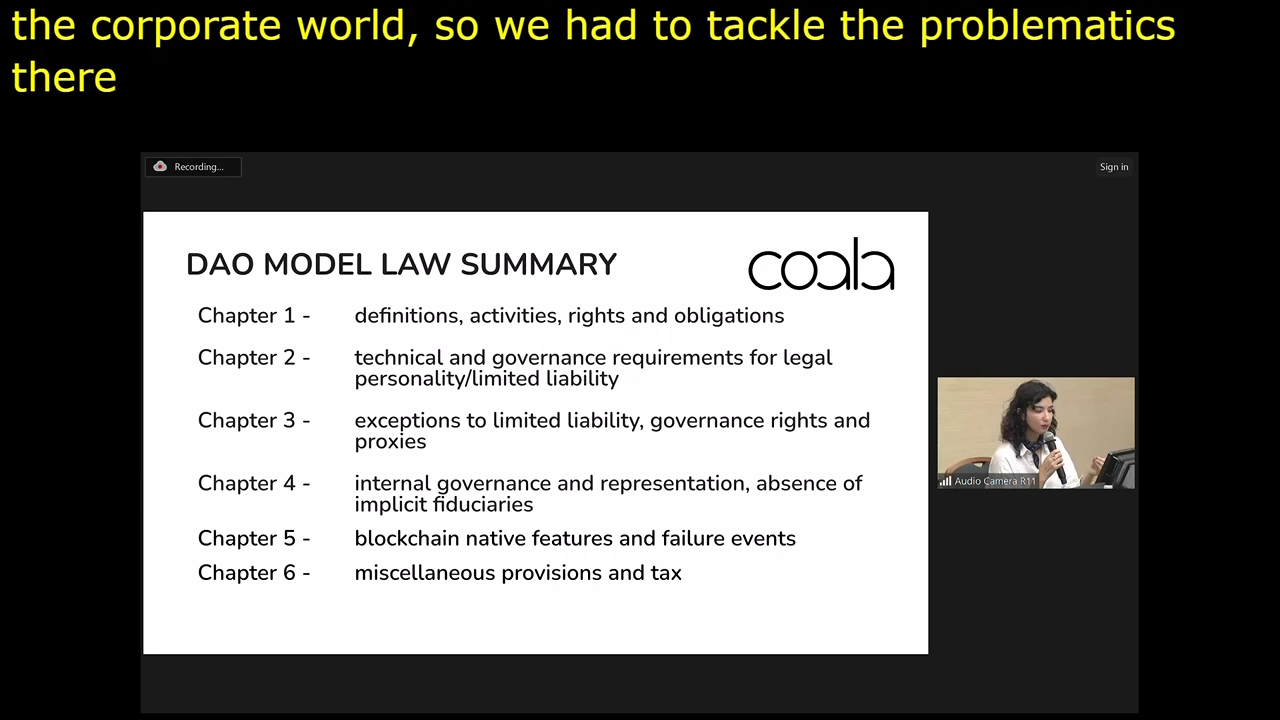 the corporate world, so we had to tackle the problematics
there
Recording...
Sign in
DAO MODEL LAW SUMMARY
coala
Chapter 1 - definitions, activities, rights and obligations
Chapter 2 - technical and governance requirements for legal
personality/limited liability
Chapter 3 - exceptions to limited liability, governance rights and
proxies
Chapter 4 - internal governance and representation, absence of
implicit fiduciaries
Chapter 5 - blockchain native features and failure events
Chapter 6 - miscellaneous provisions and tax
Audio Camera R11